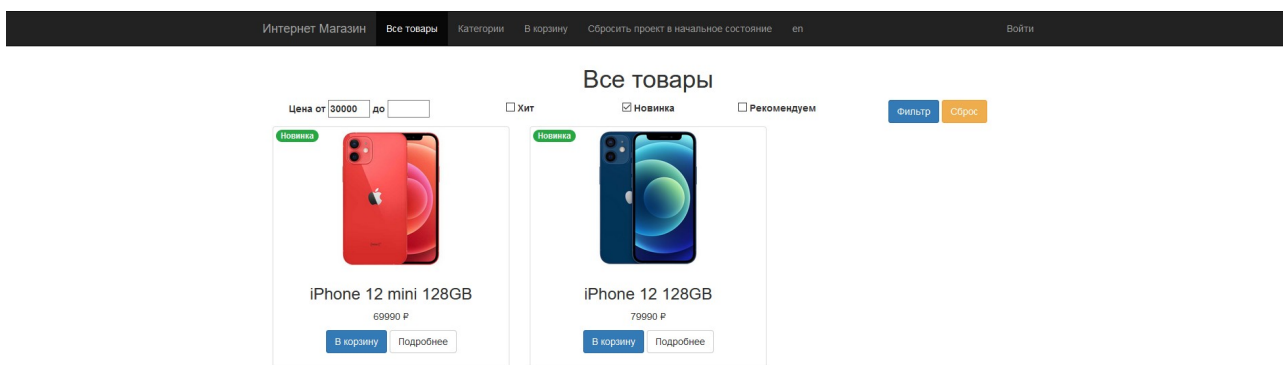 Интернет Магазин Все товары Категории В корзину Сбросить проект в начальное состояние en Войти
Все товары
Цена от 30000 до Хит Новинка Рекомендуем Фильтр Сброс
Новинка Новинка
iPhone 12 mini 128GB iPhone 12 128GB
69990 ₽ 79990 ₽
В корзину Подробнее В корзину Подробнее